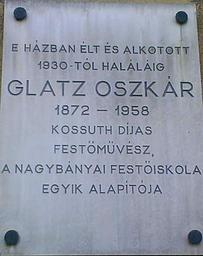 E HÁZBAN ÉLT ÉS ALKOTOTT
1930-TÓL HALÁLÁIG
GLATZ OSZKÁR
1872 — 1958
KOSSUTH DÍJAS
FESTŐMŰVÉSZ,
A NAGYBÁNYAI FESTŐISKOLA
EGYIK ALAPÍTÓJA